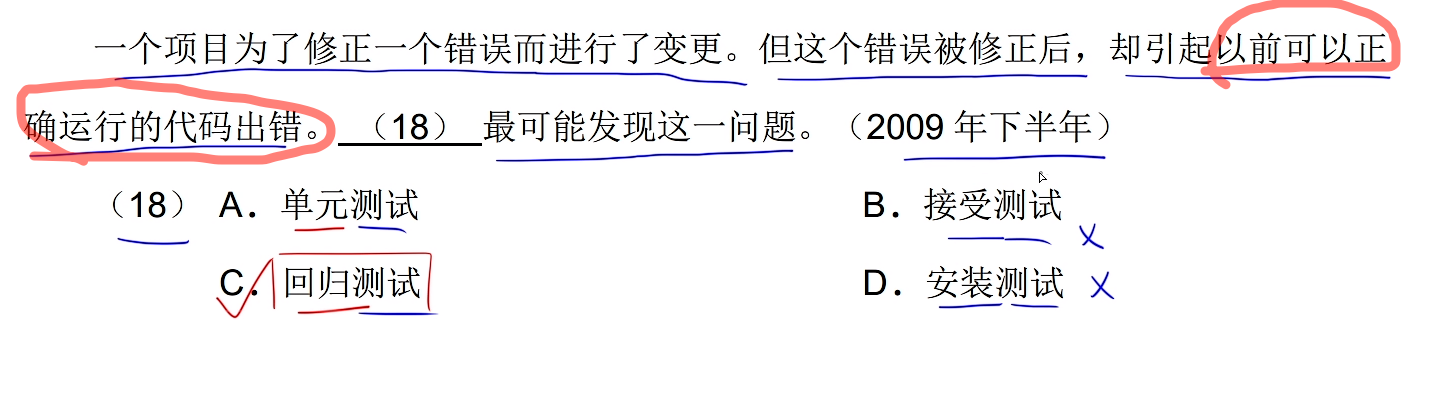 一个项目为了修正一个错误而进行了变更。但这个错误被修正后，却引起以前可以正
确运行的代码出错。（18）最可能发现这一问题。（2009 年下半年）
（18） A．单元测试 B．接受测试
C．回归测试 D．安装测试